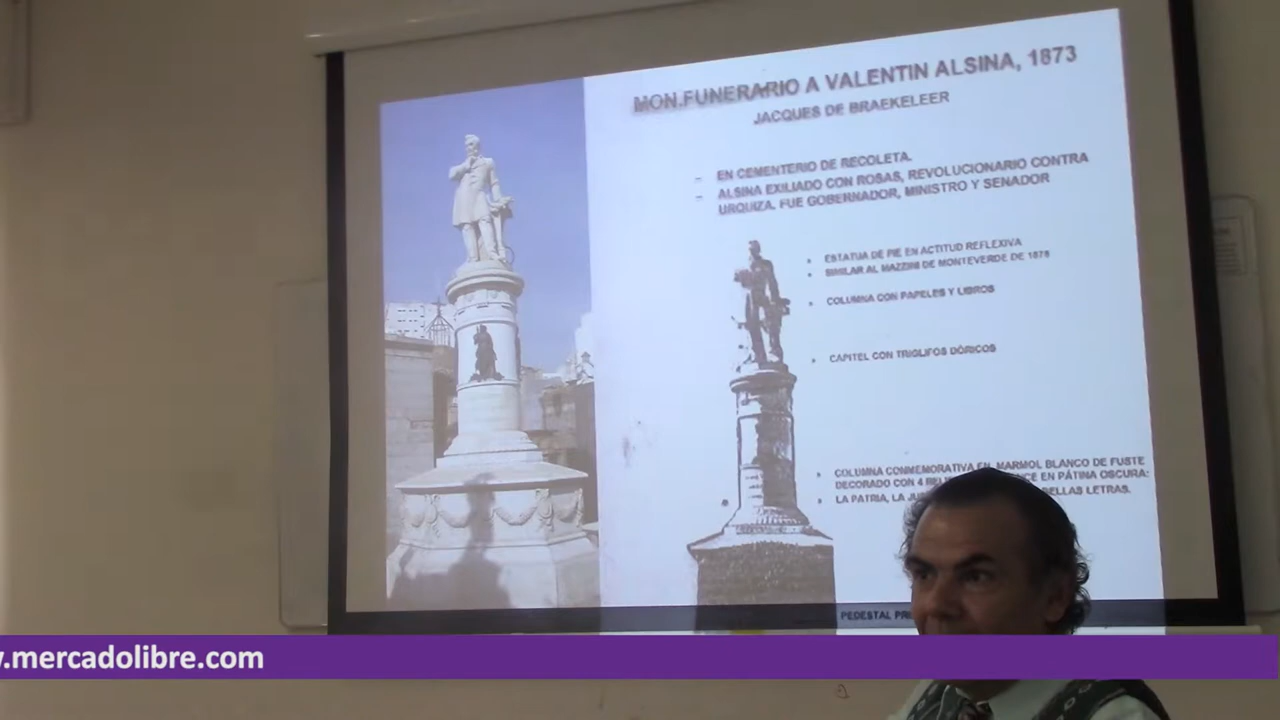 MON.FUNERARIO A VALENTIN ALSINA, 1873
JACQUES DE BRAEKELEER
– EN CEMENTERIO DE RECOLETA.
– ALSINA EXILIADO CON ROSAS, REVOLUCIONARIO CONTRA
URQUIZA. FUE GOBERNADOR, MINISTRO Y SENADOR
• ESTATUA DE PIE EN ACTITUD REFLEXIVA
• SIMILAR AL MAZZINI DE MONTEVERDE DE 1878
• COLUMNA CON PAPELES Y LIBROS
• CAPITEL CON TRIGLIFOS DÓRICOS
• COLUMNA CONMEMORATIVA EN MARMOL BLANCO DE FUSTE
DECORADO CON 4 EN PÁTINA OSCURA:
• LA PATRIA, LA BELLAS LETRAS.
PEDESTAL
.mercadolibre.com